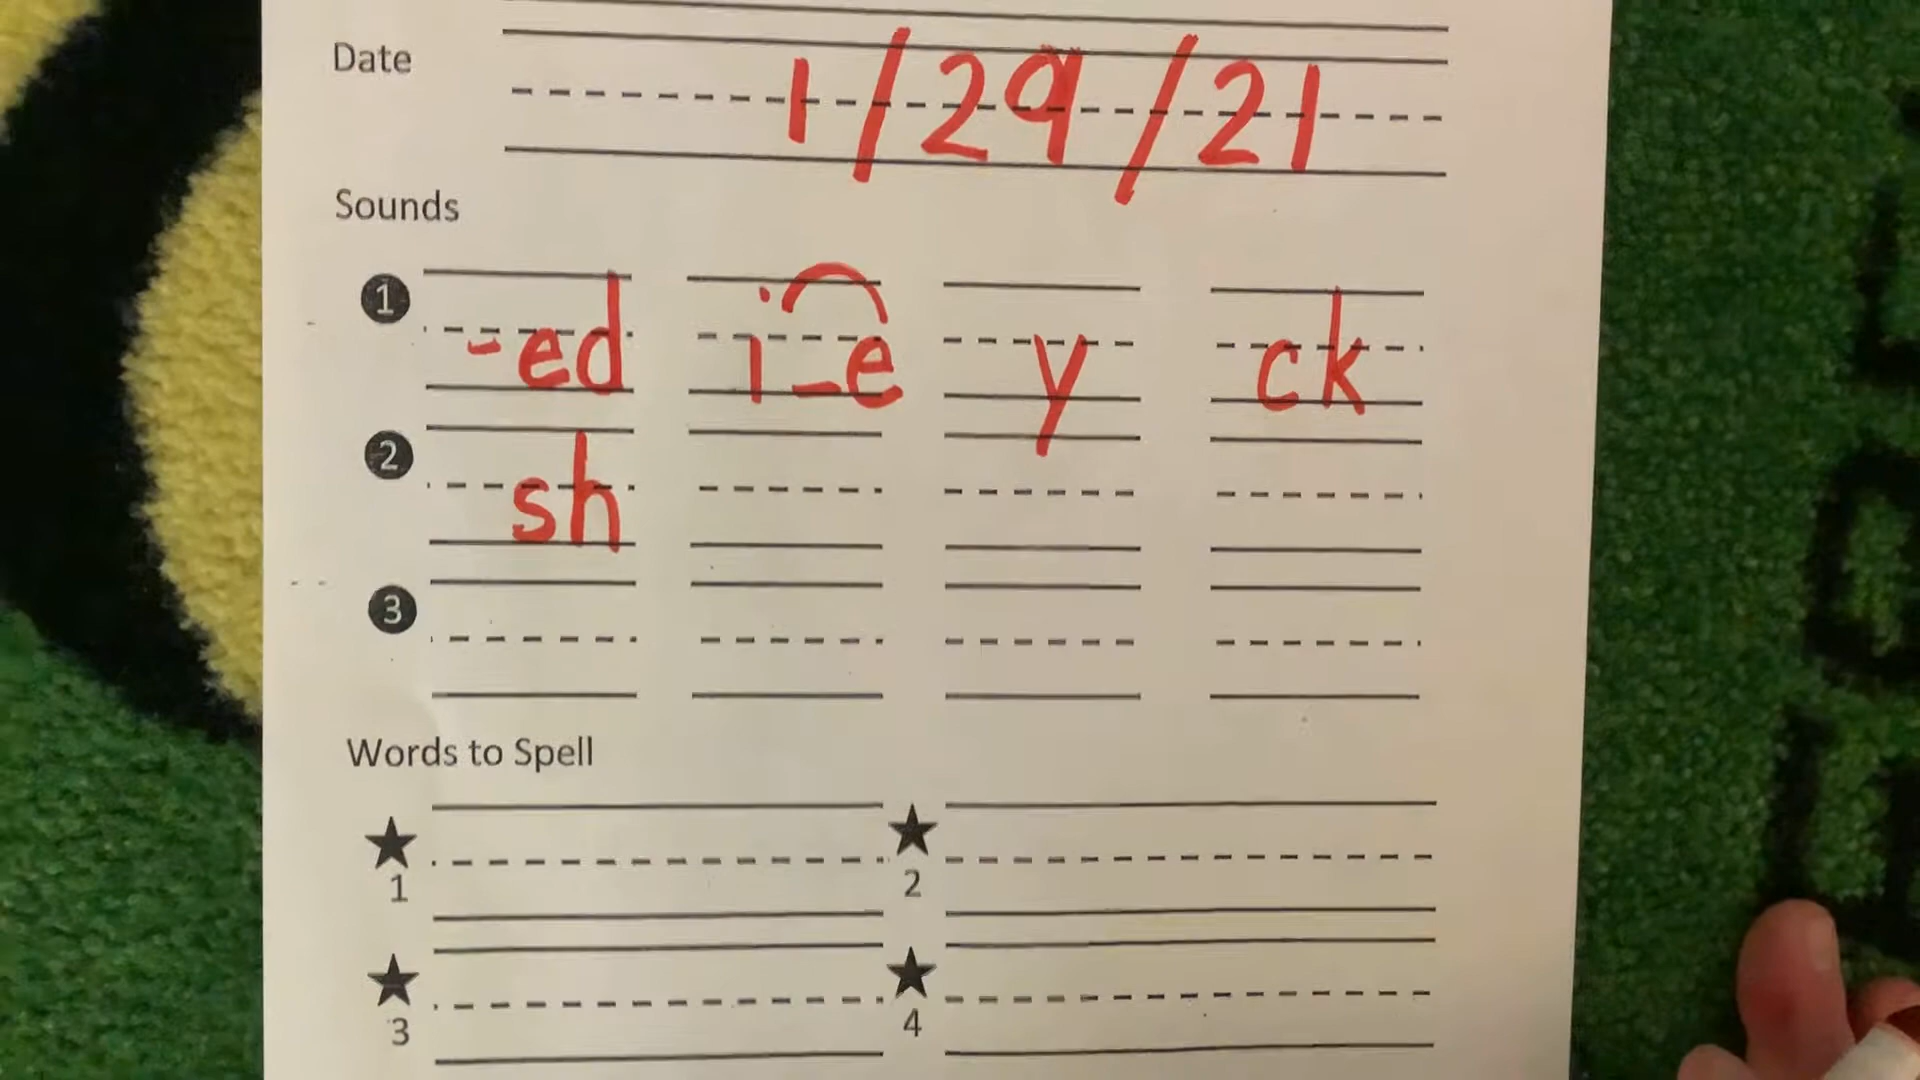 Date 1/29/21
Sounds
1 -ed i_e y ck
2 sh
3
Words to Spell
★ 1 ★ 2
★ 3 ★ 4